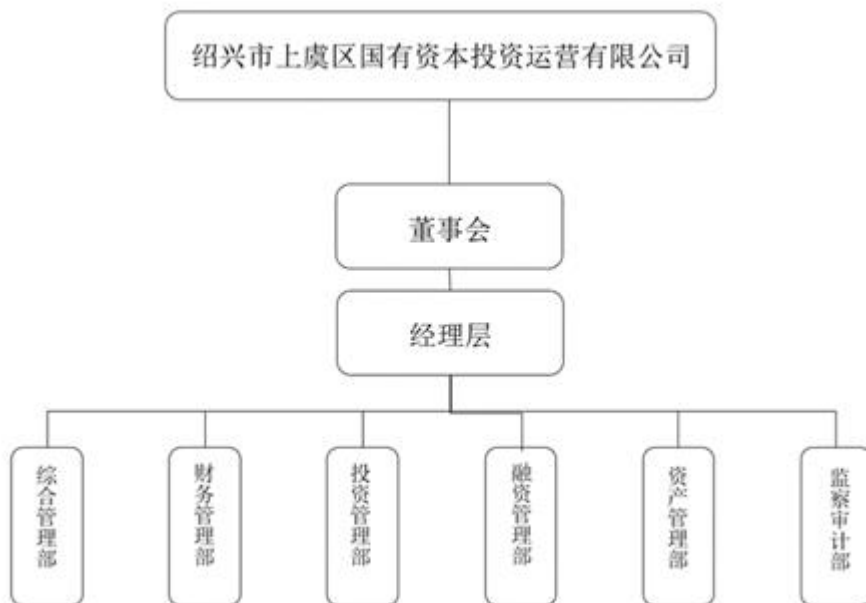 绍兴市上虞区国有资本投资运营有限公司
董事会
经理层
综合管理部
财务管理部
投资管理部
融资管理部
资产管理部
监察审计部